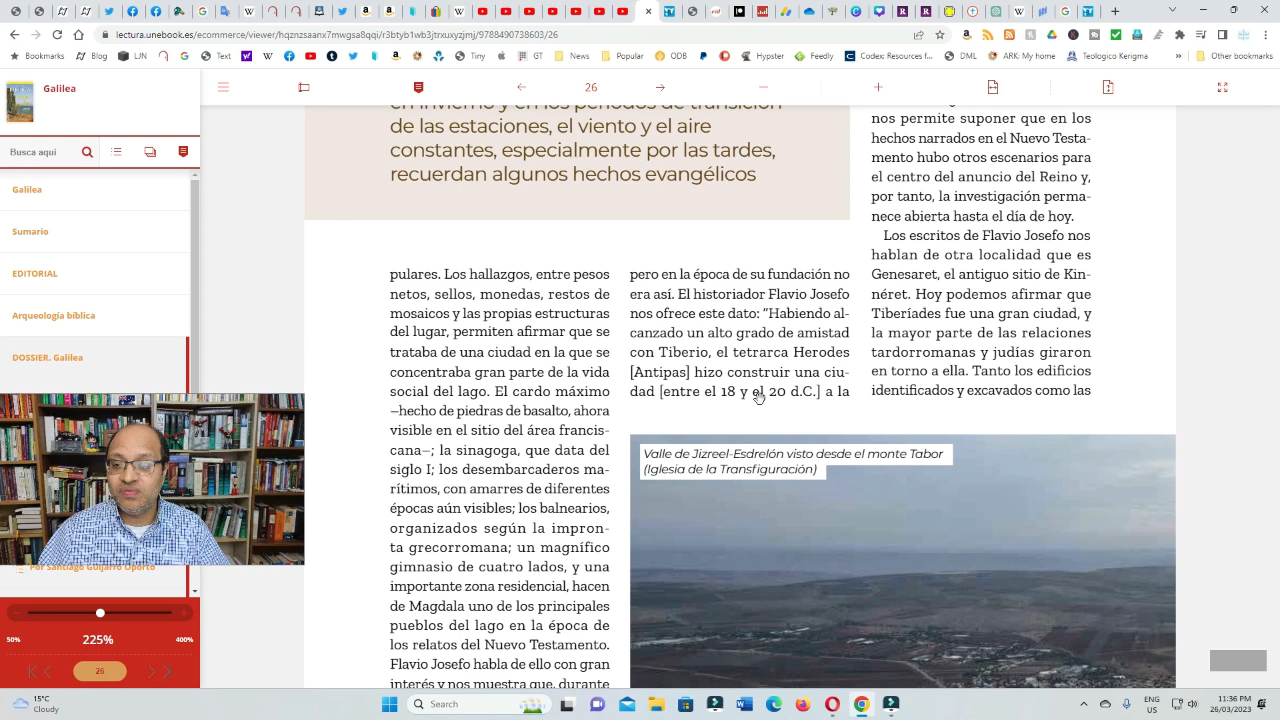 lectura.unebook.es/ecommerce/viewer/hqznzsaanx7mwgsa8qqi/r3btyb1wb3jtrxuxyzjmj/9788490738603/26
Text
Tiny
GL
News
Popular
ODB
Hypster
Feeds
Fuently
Codex Resources f...
DML
ARK: My home
Teologico Kergma
»
Other bookmarks
Galilea
26
Busca aquí
Galilea
Sumario
EDITORIAL
Arqueología bíblica
DOSSIER. Galilea
Por Santiago Guijarro Oporto
50%
225%
400%
26
en invierno y en los periodos de transición
de las estaciones, el viento y el aire
constantes, especialmente por las tardes,
recuerdan algunos hechos evangélicos
pulares. Los hallazgos, entre pesos
netos, sellos, monedas, restos de
mosaicos y las propias estructuras
del lugar, permiten afirmar que se
trataba de una ciudad en la que se
concentraba gran parte de la vida
social del lago. El cardo máximo
–hecho de piedras de basalto, ahora
visible en el sitio del área francis-
cana–; la sinagoga, que data del
siglo I; los desembarcaderos ma-
rítimos, con amarres de diferentes
épocas aún visibles; los balnearios,
organizados según la impron-
ta grecorromana; un magnífico
gimnasio de cuatro lados, y una
importante zona residencial, hacen
de Magdala uno de los principales
pueblos del lago en la época de
los relatos del Nuevo Testamento.
Flavio Josefo habla de ello con gran
interés y nos muestra que, durante
pero en la época de su fundación no
era así. El historiador Flavio Josefo
nos ofrece este dato: "Habiendo al-
canzado un alto grado de amistad
con Tiberio, el tetrarca Herodes
[Antipas] hizo construir una ciu-
dad [entre el 18 y el 20 d.C.] a la
nos permite suponer que en los
hechos narrados en el Nuevo Testa-
mento hubo otros escenarios para
el centro del anuncio del Reino y,
por tanto, la investigación perma-
nece abierta hasta el día de hoy.
Los escritos de Flavio Josefo nos
hablan de otra localidad que es
Genesaret, el antiguo sitio de Kin-
néret. Hoy podemos afirmar que
Tiberíades fue una gran ciudad, y
la mayor parte de las relaciones
tardorromanas y judías giraron
en torno a ella. Tanto los edificios
identificados y excavados como las
Valle de Jizreel-Esdrelón visto desde el monte Tabor
(Iglesia de la Transfiguración)
15°C
Cloudy
Search
ENG
ES
11:31 PM
26/03/2023